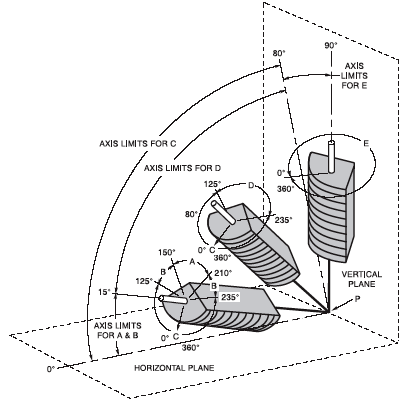 90°
80°
AXIS
LIMITS
FOR E
AXIS LIMITS FOR C
AXIS LIMITS FOR D
E
0°
360°
125°
D
80°
235°
0° C
360°
150°
A
B
210°
125°
B
15°
235°
VERTICAL
PLANE
P
AXIS LIMITS
FOR A & B
0° C
360°
0°
HORIZONTAL PLANE